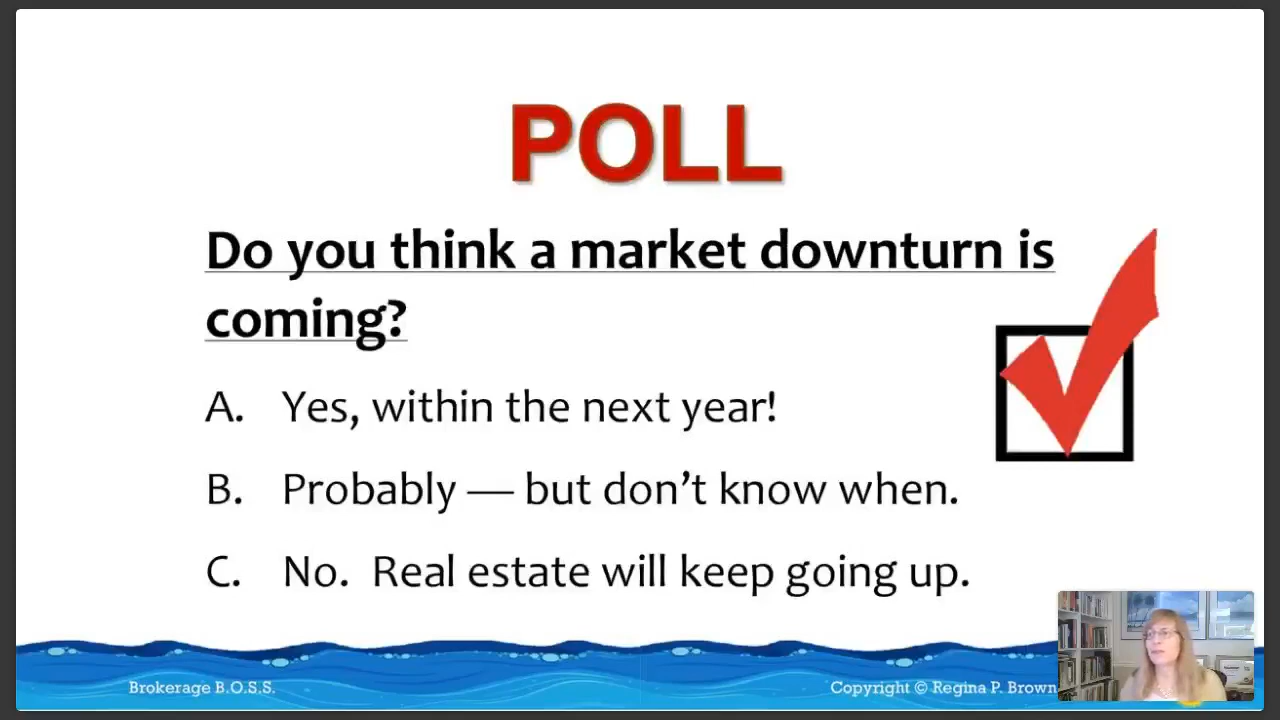 POLL
Do you think a market downturn is
coming?
A. Yes, within the next year!
B. Probably — but don’t know when.
C. No. Real estate will keep going up.
Brokerage B.O.S.S.
Copyright © Regina P. Brown